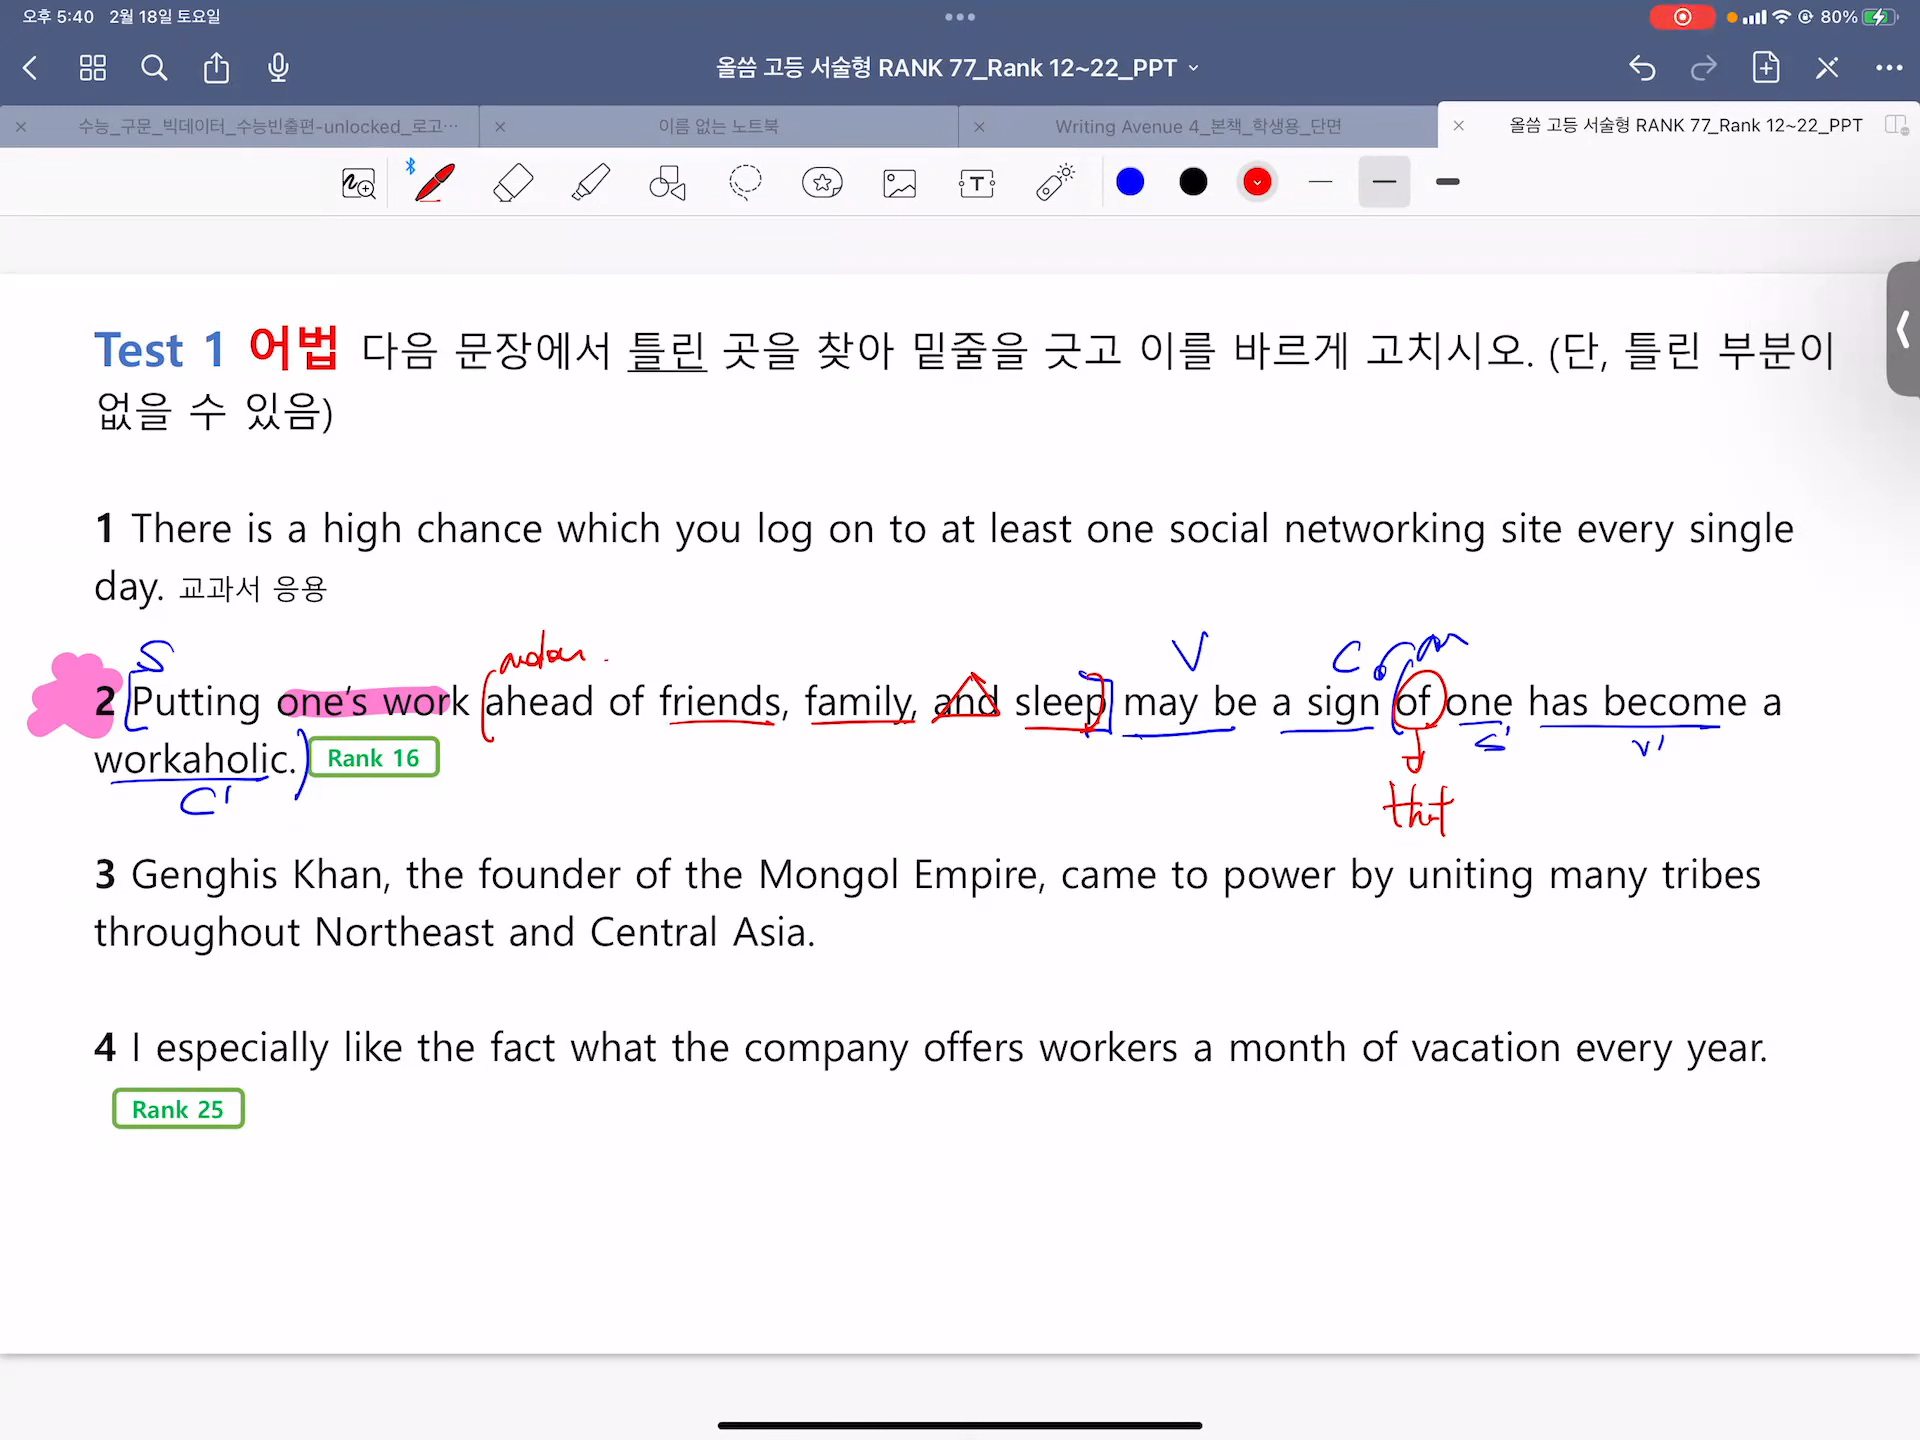 오후 5:40 2월 18일 토요일
80%
올씀 고등 서술형 RANK 77_Rank 12~22_PPT
수능_구문_빅데이터_수능빈출편-unlocked_로고…
이름 없는 노트북
Writing Avenue 4_본책_학생용_단면
올씀 고등 서술형 RANK 77_Rank 12~22_PPT
Test 1 어법 다음 문장에서 틀린 곳을 찾아 밑줄을 긋고 이를 바르게 고치시오. (단, 틀린 부분이
없을 수 있음)
1 There is a high chance which you log on to at least one social networking site every single
day. 교과서 응용
S V C
2 Putting one's work ahead of friends, family, and sleep may be a sign of one has become a
S' V'
workaholic. Rank 16
C' that
3 Genghis Khan, the founder of the Mongol Empire, came to power by uniting many tribes
throughout Northeast and Central Asia.
4 I especially like the fact what the company offers workers a month of vacation every year.
Rank 25